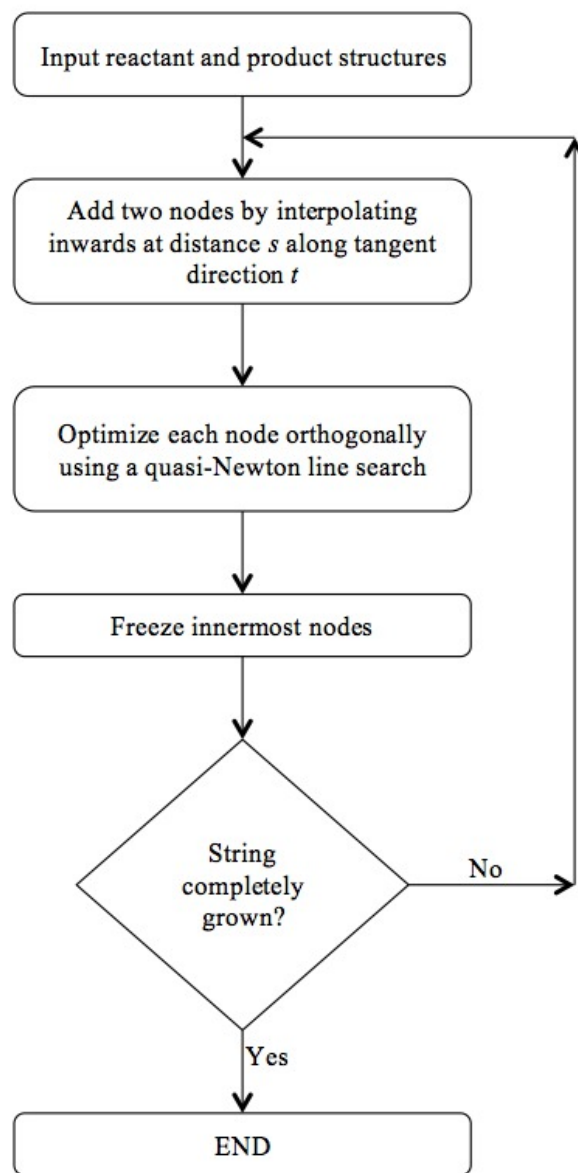 Input reactant and product structures
Add two nodes by interpolating
inwards at distance s along tangent
direction t
Optimize each node orthogonally
using a quasi-Newton line search
Freeze innermost nodes
String
completely
grown?
No
Yes
END